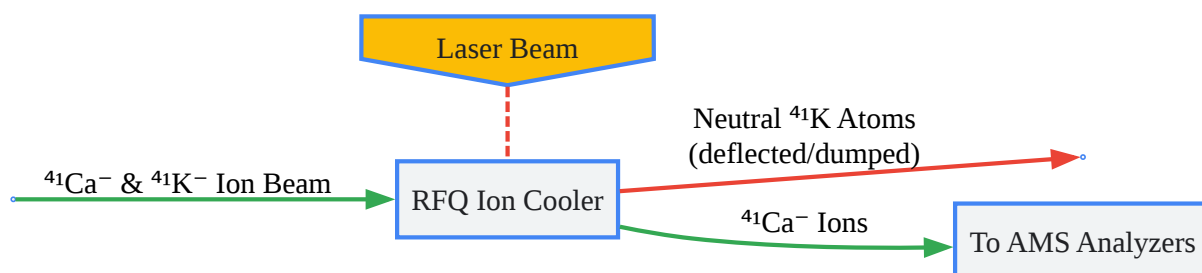 Laser Beam
Neutral ⁴¹K Atoms
(deflected/dumped)
⁴¹Ca⁻ & ⁴¹K⁻ Ion Beam
RFQ Ion Cooler
⁴¹Ca⁻ Ions
To AMS Analyzers